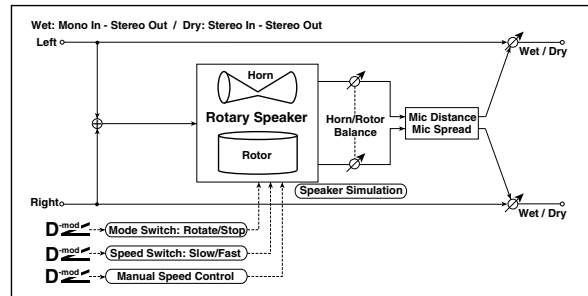 Wet: Mono In - Stereo Out / Dry: Stereo In - Stereo Out
Left
Wet / Dry
Horn
Rotary Speaker
Rotor
Horn/Rotor
Balance
Mic Distance
Mic Spread
Speaker Simulation
Right
Wet / Dry
D-mod
Mode Switch: Rotate/Stop
D-mod
Speed Switch: Slow/Fast
D-mod
Manual Speed Control